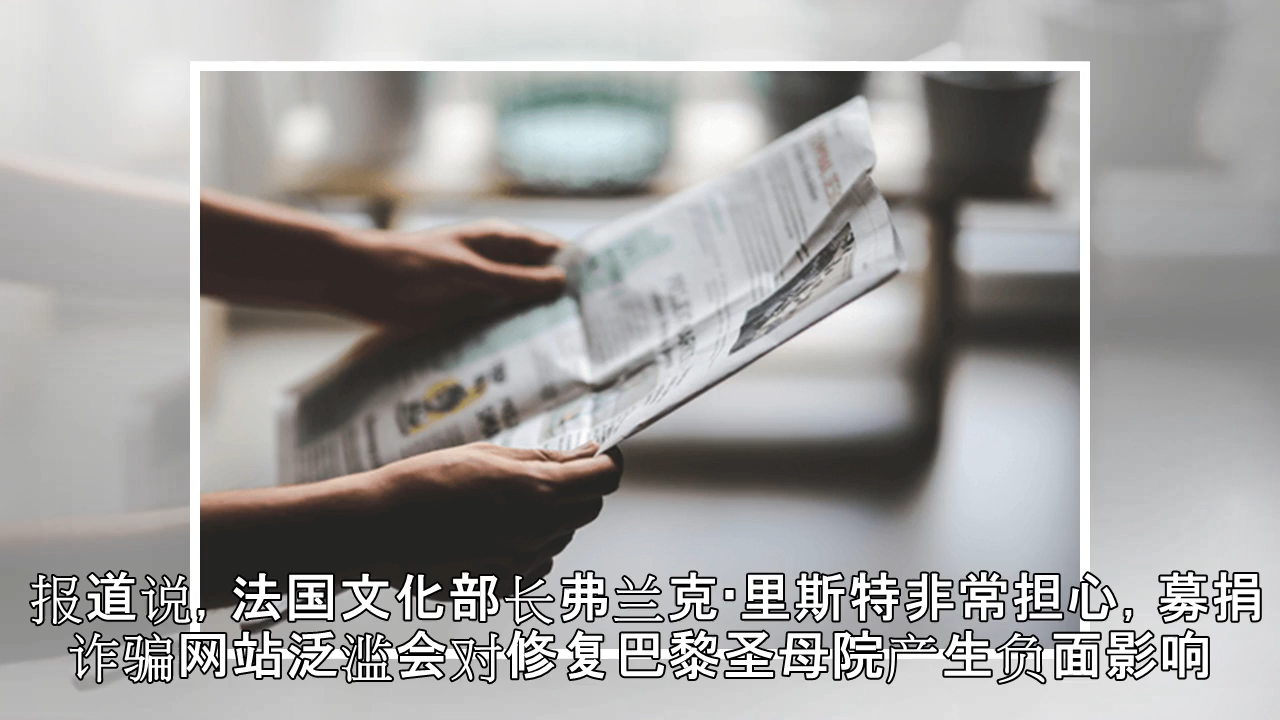 报道说，法国文化部长弗兰克·里斯特非常担心，募捐
诈骗网站泛滥会对修复巴黎圣母院产生负面影响